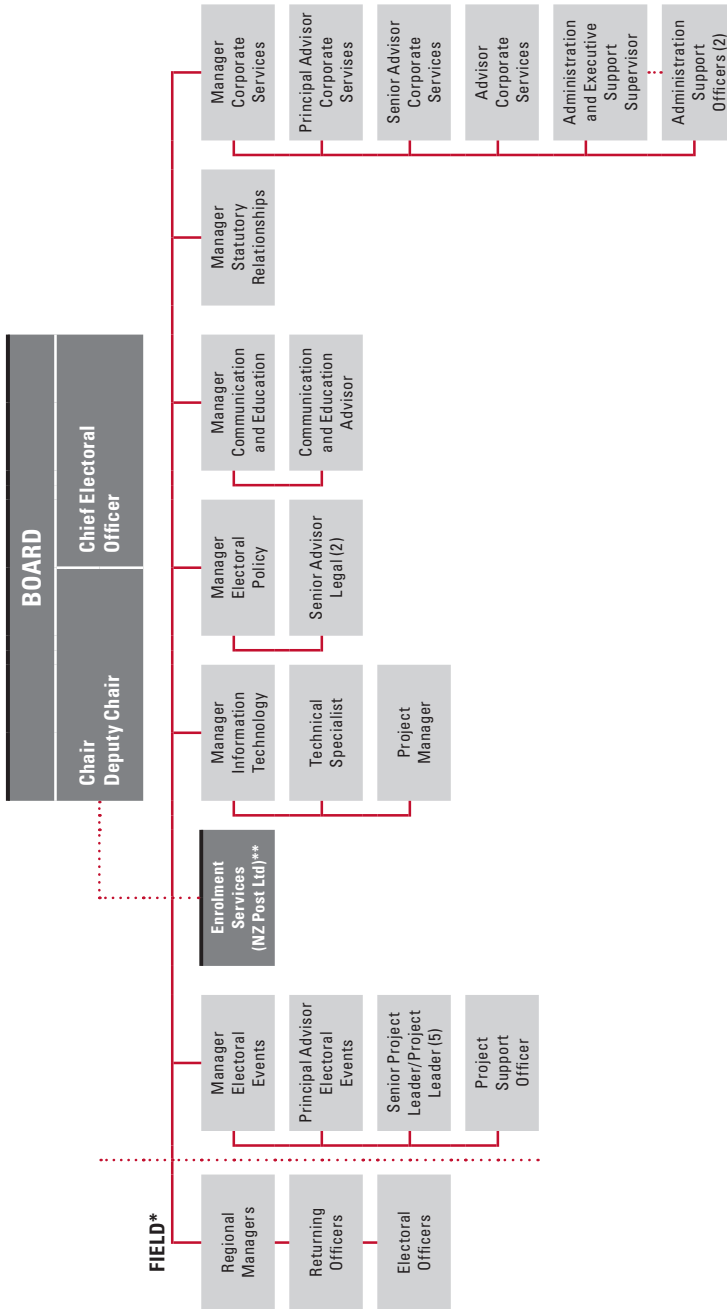 BOARD
Chair
Deputy Chair
Chief Electoral
Officer
FIELD*
Regional
Managers
Returning
Officers
Electoral
Officers
Manager
Electoral
Events
Principal Advisor
Electoral
Events
Senior Project
Leader/Project
Leader (5)
Project
Support
Officer
Enrolment
Services
(NZ Post Ltd)**
Manager
Information
Technology
Technical
Specialist
Project
Manager
Manager
Electoral
Policy
Senior Advisor
Legal (2)
Manager
Communication
and Education
Communication
and Education
Advisor
Manager
Statutory
Relationships
Manager
Corporate
Services
Principal Advisor
Corporate
Servises
Senior Advisor
Corporate
Services
Advisor
Corporate
Services
Administration
and Executive
Support
Supervisor
Administration
Support
Officers (2)